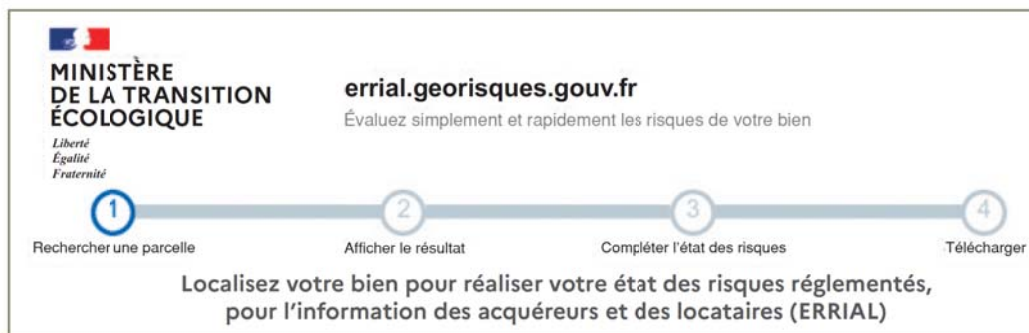 MINISTÈRE
DE LA TRANSITION
ÉCOLOGIQUE
Liberté
Égalité
Fraternité
errial.georisques.gouv.fr
Évaluez simplement et rapidement les risques de votre bien
1
2
3
4
Rechercher une parcelle
Afficher le résultat
Compléter l'état des risques
Télécharger
Localisez votre bien pour réaliser votre état des risques réglementés,
pour l'information des acquéreurs et des locataires (ERRIAL)